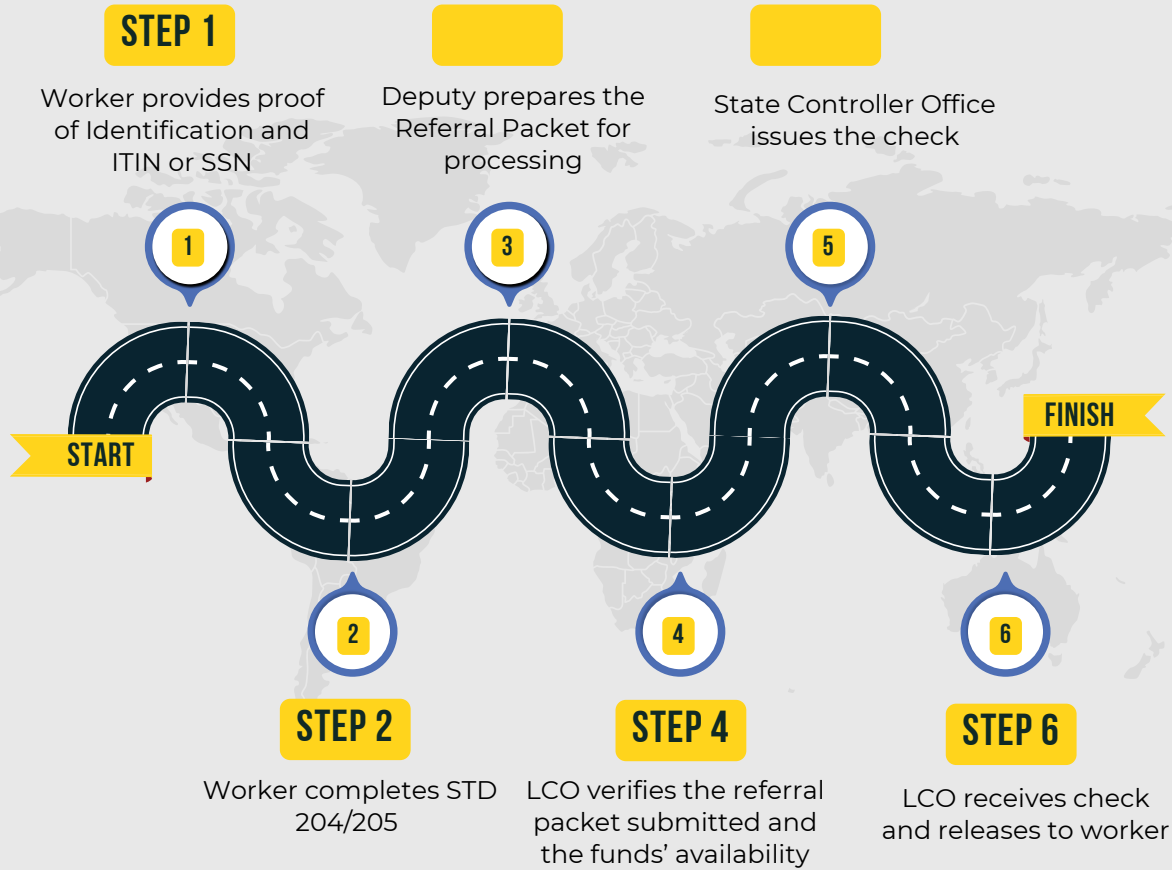 STEP 1
Worker provides proof
of Identification and
ITIN or SSN
Deputy prepares the
Referral Packet for
processing
State Controller Office
issues the check
1
3
5
START
FINISH
2
4
6
STEP 2
Worker completes STD
204/205
STEP 4
LCO verifies the referral
packet submitted and
the funds’ availability
STEP 6
LCO receives check
and releases to worker